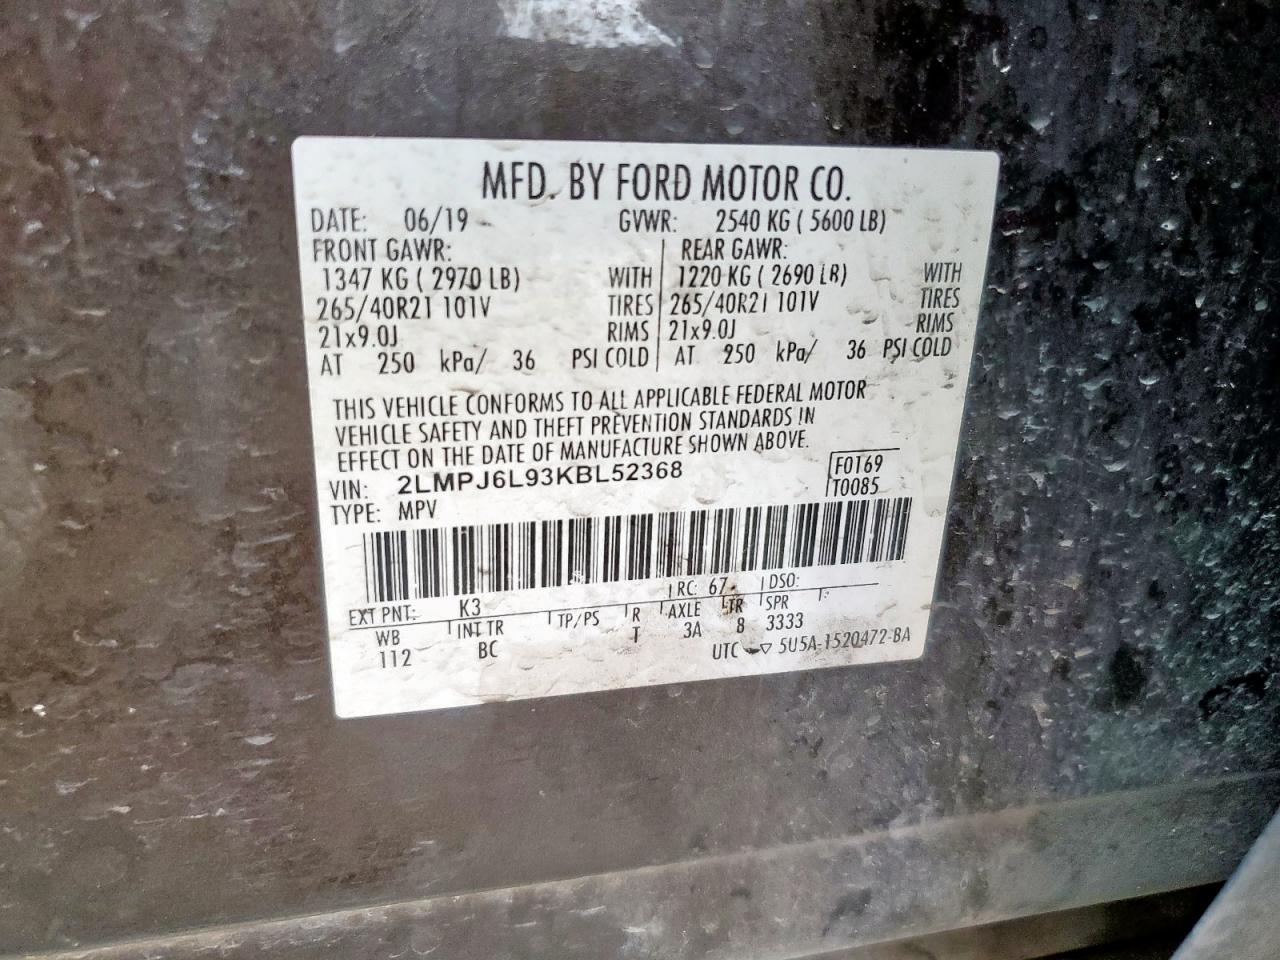 MFD. BY FORD MOTOR CO.
DATE: 06/19 GVWR: 2540 KG ( 5600 LB)
FRONT GAWR: REAR GAWR:
1347 KG ( 2970 LB) WITH 1220 KG ( 2690 LB) WITH
265/40R21 101V TIRES 265/40R21 101V TIRES
21x9.0J RIMS 21x9.0J RIMS
AT 250 kPa/ 36 PSI COLD AT 250 kPa/ 36 PSI COLD
THIS VEHICLE CONFORMS TO ALL APPLICABLE FEDERAL MOTOR
VEHICLE SAFETY AND THEFT PREVENTION STANDARDS IN
EFFECT ON THE DATE OF MANUFACTURE SHOWN ABOVE.
VIN: 2LMPJ6L93KBL52368 F0169
TYPE: MPV T0085
EXT PNT: K3 RC: 67 DSO:
WB INT TR TP/PS R AXLE TR SPR
112 BC T 3A 8 3333
UTC ▽ 5U5A-1520472-BA